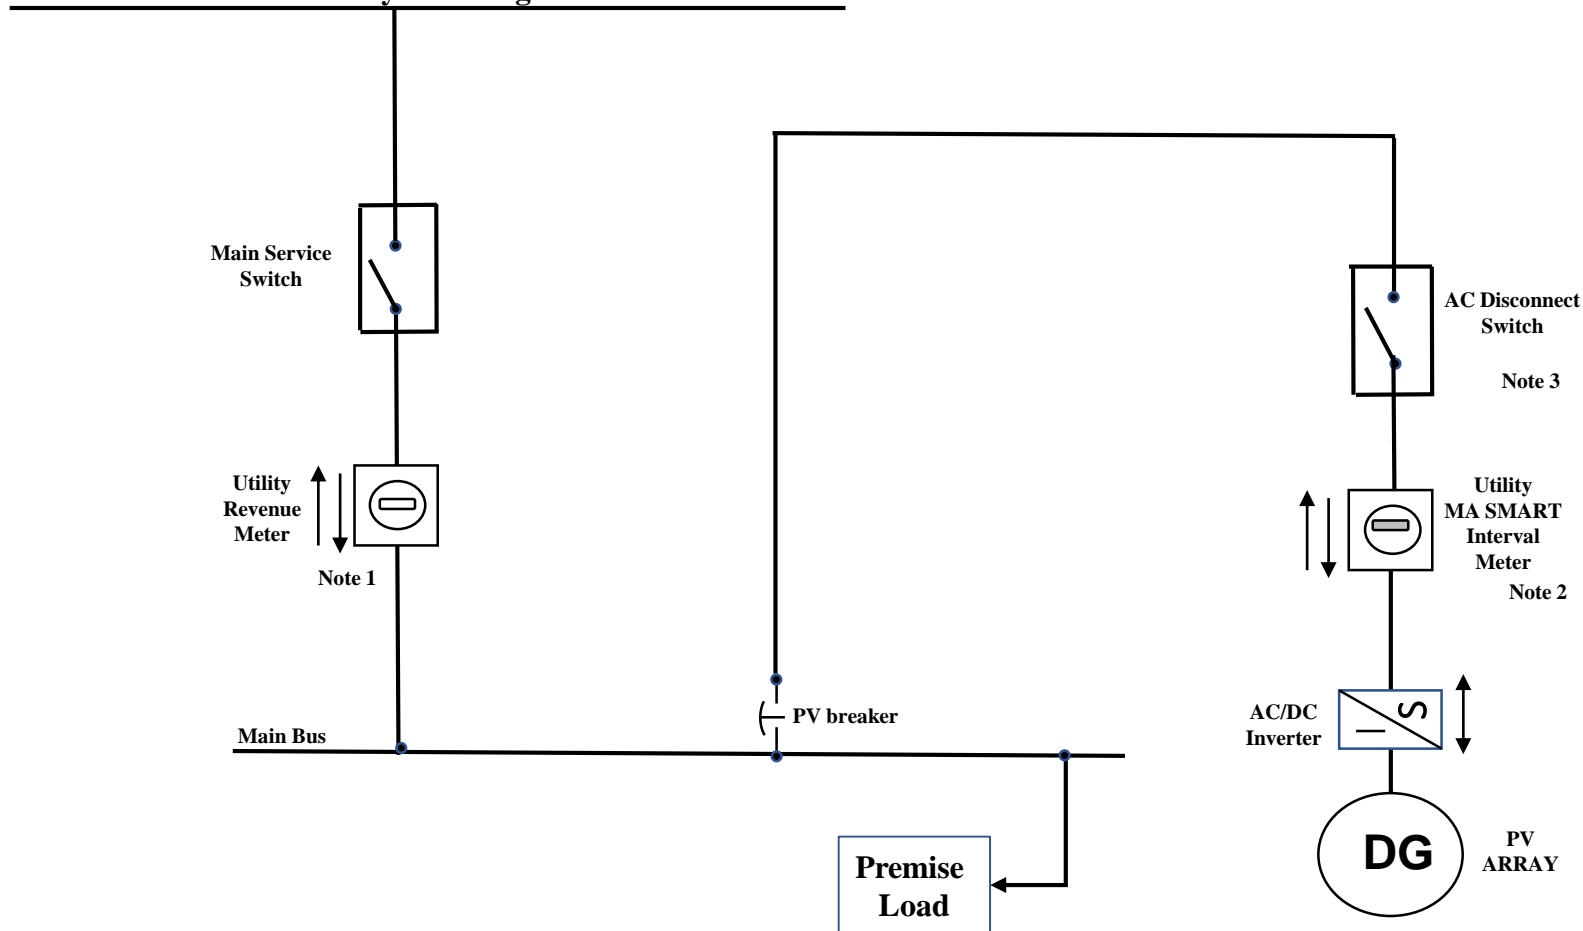 Main Service
Switch
AC Disconnect
Switch
Note 3
Utility
Revenue
Meter
Note 1
Utility
MA SMART
Interval
Meter
Note 2
PV breaker
Main Bus
AC/DC
Inverter
DG
PV
ARRAY
Premise
Load